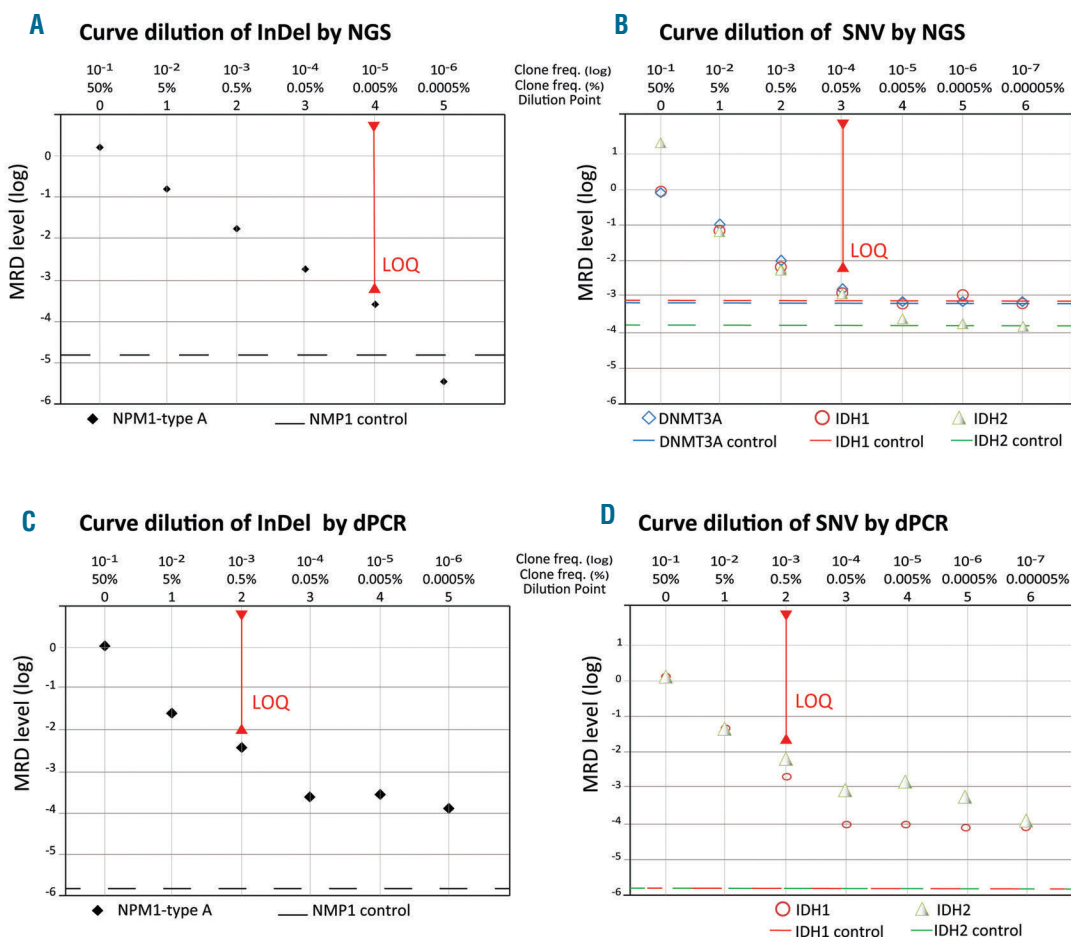 A Curve dilution of InDel by NGS
10⁻¹ 10⁻² 10⁻³ 10⁻⁴ 10⁻⁵ 10⁻⁶ Clone freq. (log)
50% 5% 0.5% 0.05% 0.05% 0.0005% Clone freq. (%)
0 1 2 3 4 5 Dilution Point
MRD level (log)
0
-1
-2
-3
-4
-5
-6
LOQ
NPM1-type A NMP1 control
B Curve dilution of SNV by NGS
10⁻¹ 10⁻² 10⁻³ 10⁻⁴ 10⁻⁵ 10⁻⁶ 10⁻⁷
50% 5% 0.5% 0.05% 0.005% 0.0005% 0.00005%
0 1 2 3 4 5 6
MRD level (log)
1
0
-1
-2
-3
-4
-5
-6
LOQ
DNMT3A IDH1 IDH2
DNMT3A control IDH1 control IDH2 control
C Curve dilution of InDel by dPCR
10⁻¹ 10⁻² 10⁻³ 10⁻⁴ 10⁻⁵ 10⁻⁶ Clone freq. (log)
50% 5% 0.5% 0.05% 0.005% 0.0005% Clone freq. (%)
0 1 2 3 4 5 Dilution Point
MRD level (log)
0
-1
-2
-3
-4
-5
-6
LOQ
NPM1-type A NMP1 control
D Curve dilution of SNV by dPCR
10⁻¹ 10⁻² 10⁻³ 10⁻⁴ 10⁻⁵ 10⁻⁶ 10⁻⁷
50% 5% 0.5% 0.05% 0.005% 0.0005% 0.00005%
0 1 2 3 4 5 6
MRD level (log)
1
0
-1
-2
-3
-4
-5
-6
LOQ
IDH1 IDH2
IDH1 control IDH2 control